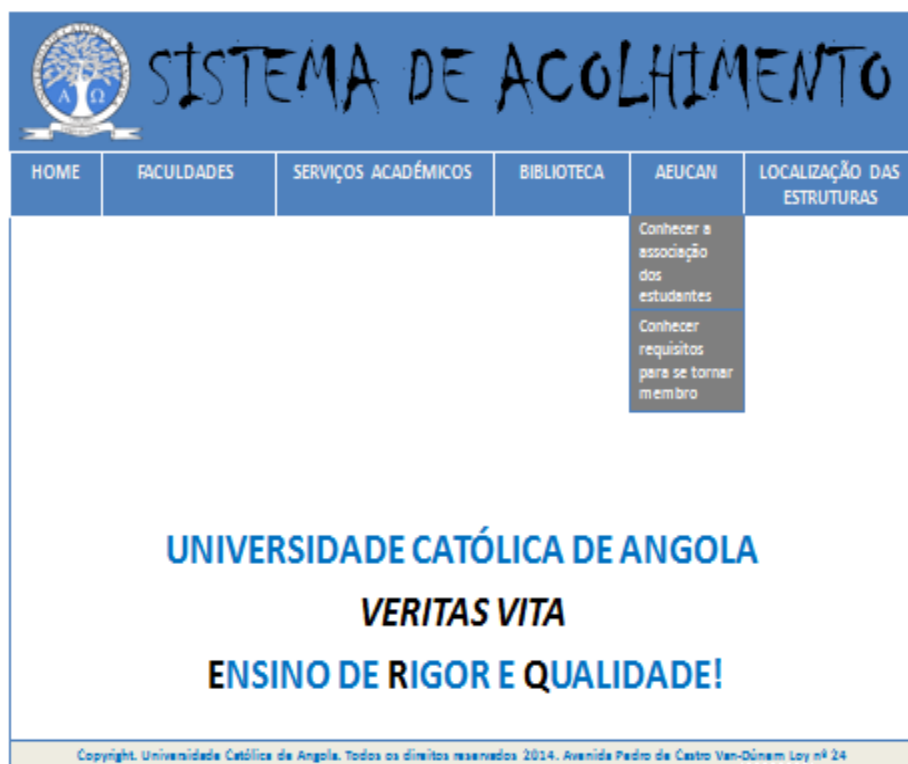 SISTEMA DE ACOLHIMENTO
HOME FACULDADES SERVIÇOS ACADÉMICOS BIBLIOTECA AEUCAN LOCALIZAÇÃO DAS
ESTRUTURAS
Conhecer a
associação
dos
estudantes
Conhecer
requisitos
para se tornar
membro
UNIVERSIDADE CATÓLICA DE ANGOLA
VERITAS VITA
ENSINO DE RIGOR E QUALIDADE!
Copyright. Universidade Católica de Angola. Todos os direitos reservados 2014. Avenida Pedro de Castro Van-Dúnem Loy nº 24